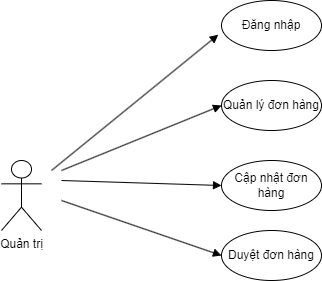 Đăng nhập
Quản lý đơn hàng
Cập nhật đơn
hàng
Quản trị
Duyệt đơn hàng